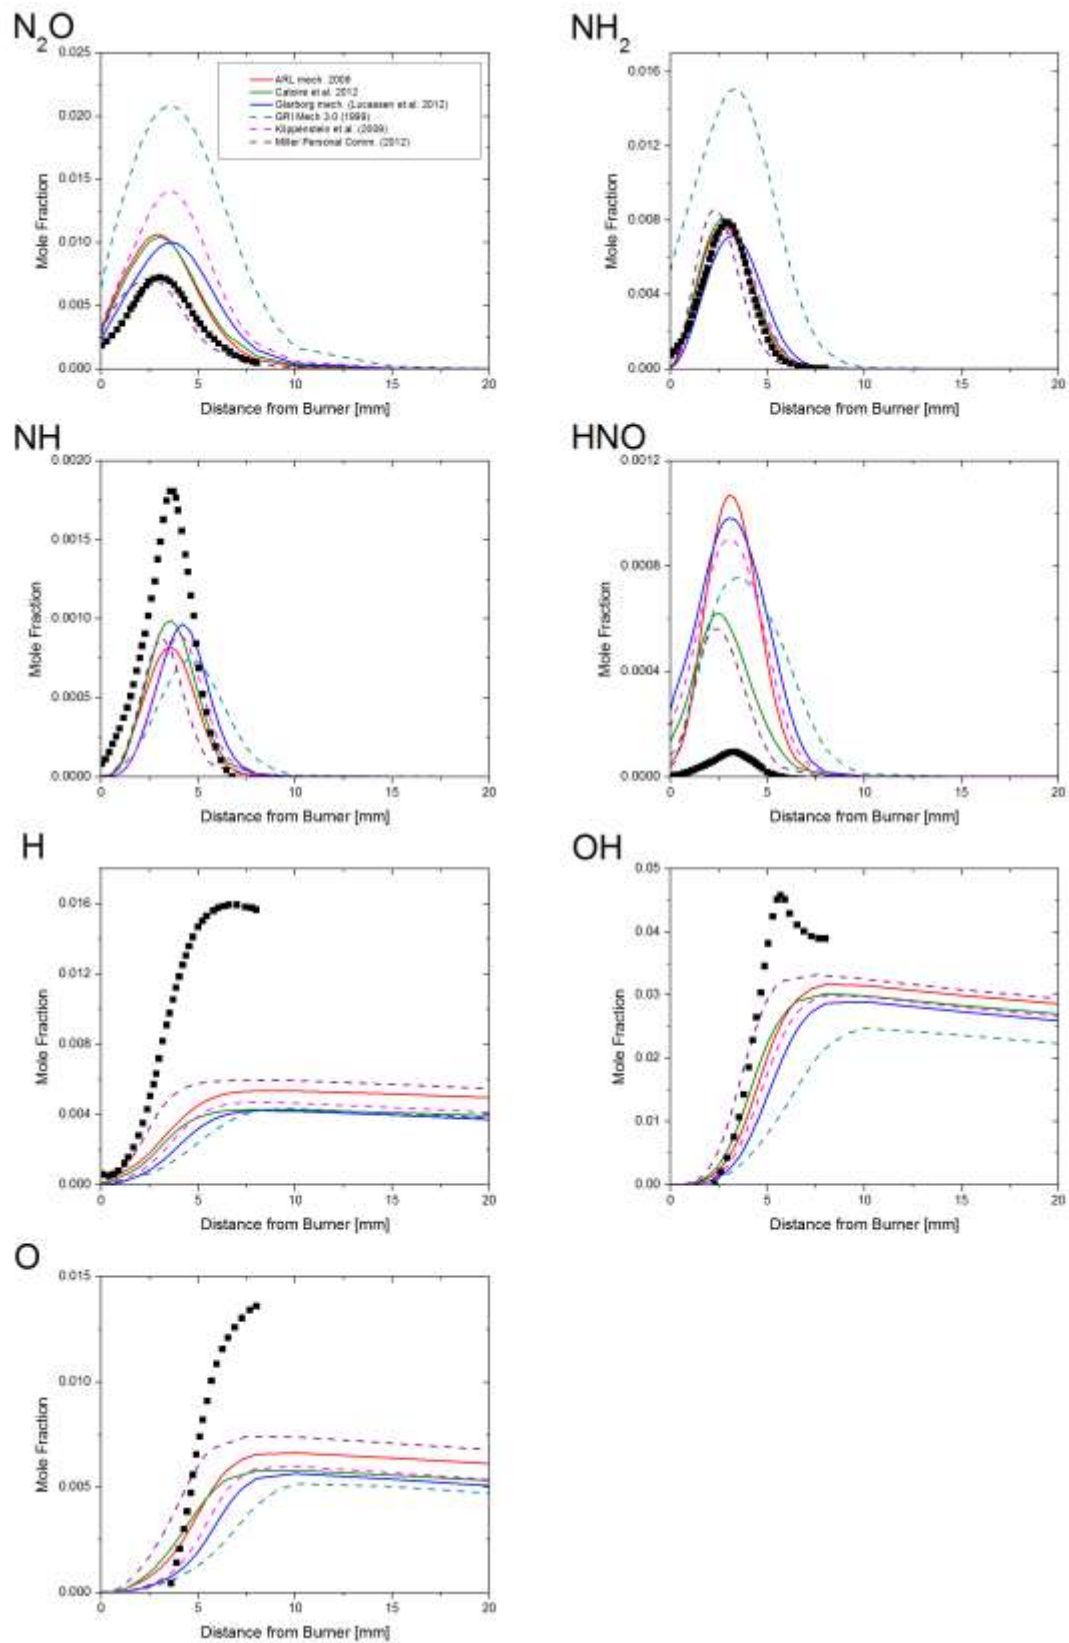 N2O
0.025
0.020
0.015
0.010
0.005
0.000
Mole Fraction
ARL mech. 2008
Catoire et al. 2012
Glarborg mech. (Lucassen et al. 2012)
GRI Mech 3.0 (1999)
Klippenstein et al. (2009)
Miller Personal Comm. (2012)
0 5 10 15 20
Distance from Burner [mm]
NH2
0.016
0.012
0.008
0.004
0.000
Mole Fraction
0 5 10 15 20
Distance from Burner [mm]
NH
0.0020
0.0015
0.0010
0.0005
0.0000
Mole Fraction
0 5 10 15 20
Distance from Burner [mm]
HNO
0.0012
0.0008
0.0004
0.0000
Mole Fraction
0 5 10 15 20
Distance from Burner [mm]
H
0.016
0.012
0.008
0.004
0.000
Mole Fraction
0 5 10 15 20
Distance from Burner [mm]
OH
0.05
0.04
0.03
0.02
0.01
0.00
Mole Fraction
0 5 10 15 20
Distance from Burner [mm]
O
0.015
0.010
0.005
0.000
Mole Fraction
0 5 10 15 20
Distance from Burner [mm]